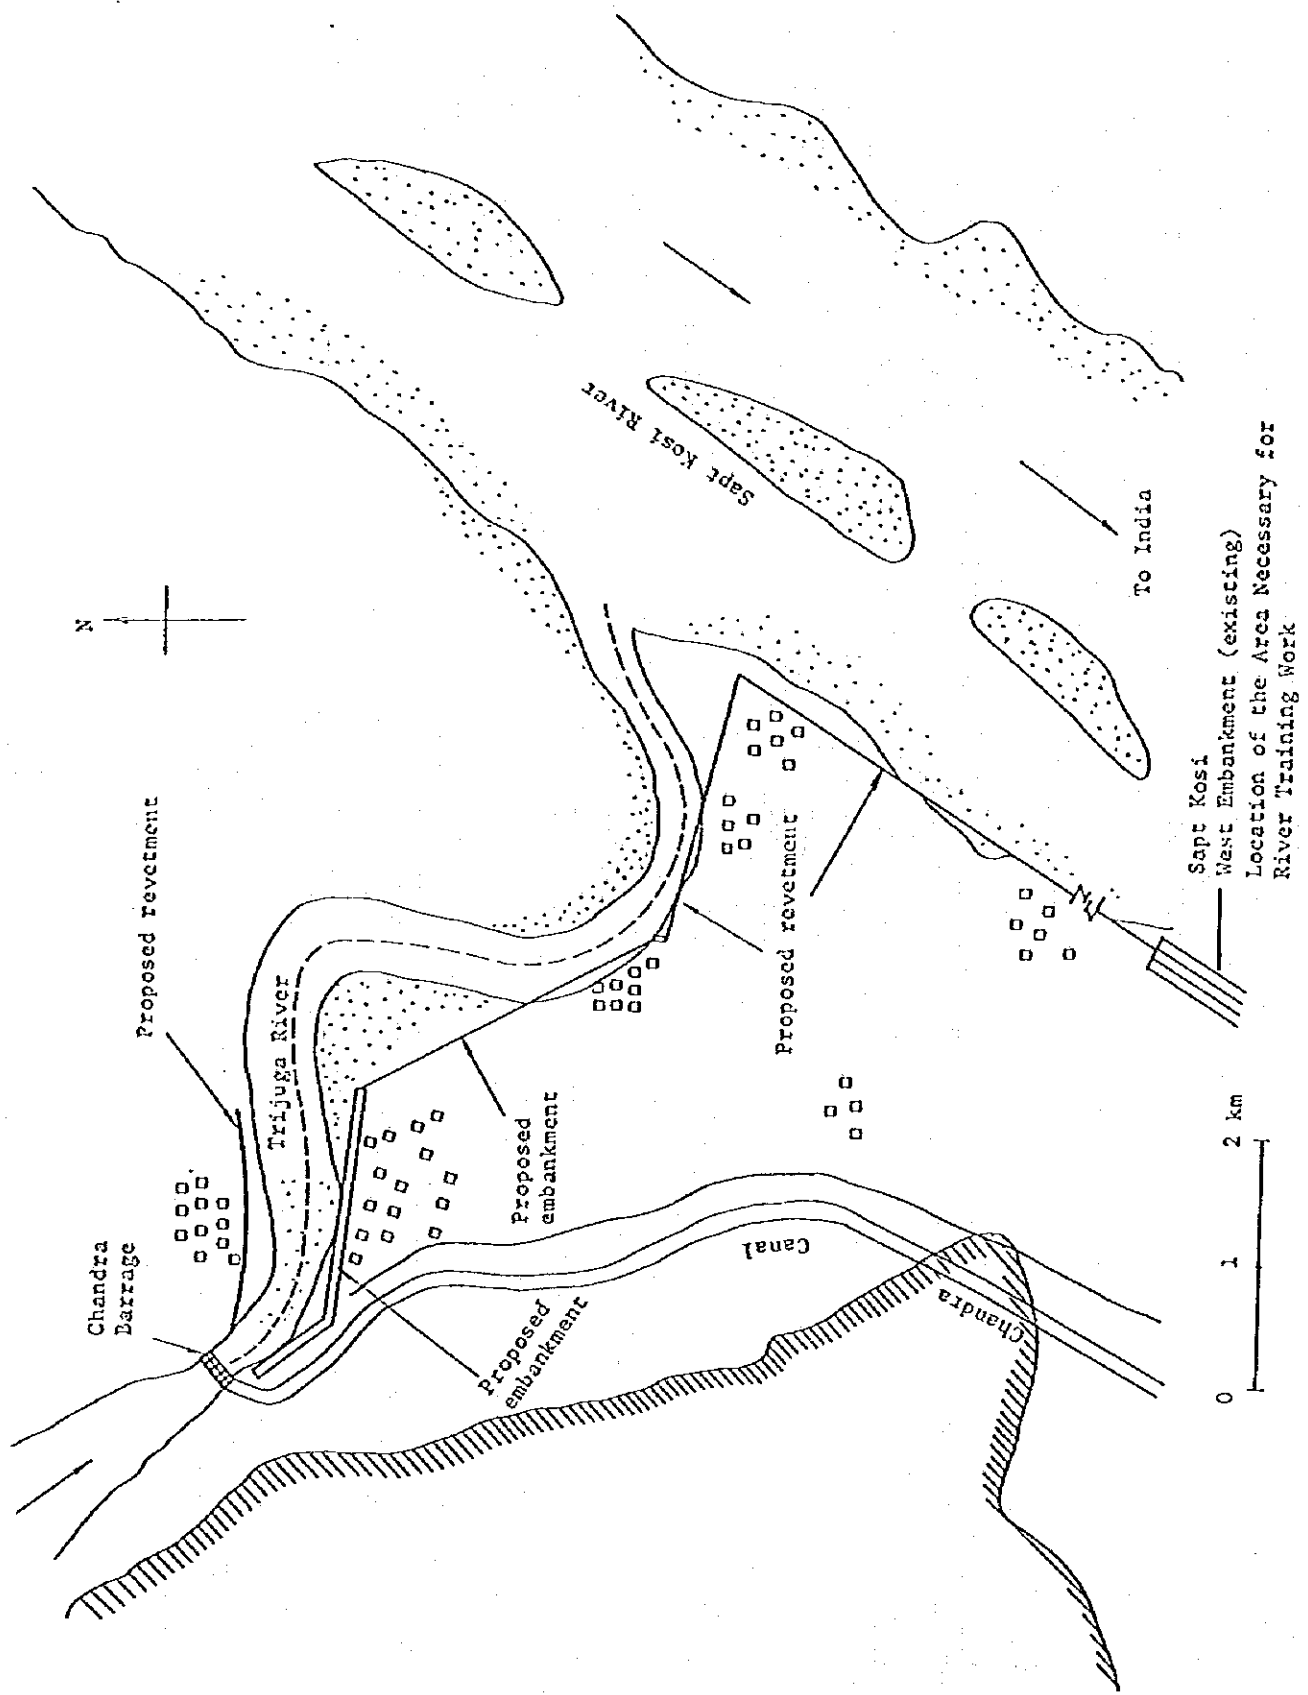 N
Proposed revetment
Chandra
Barrage
Trijuga River
Sapt Kosi River
Proposed
embankment
Proposed
embankment
Proposed revetment
Canal
Chandra
To India
0 1 2 km
Sapt Kosi
West Embankment (existing)
Location of the Area Necessary for
River Training Work